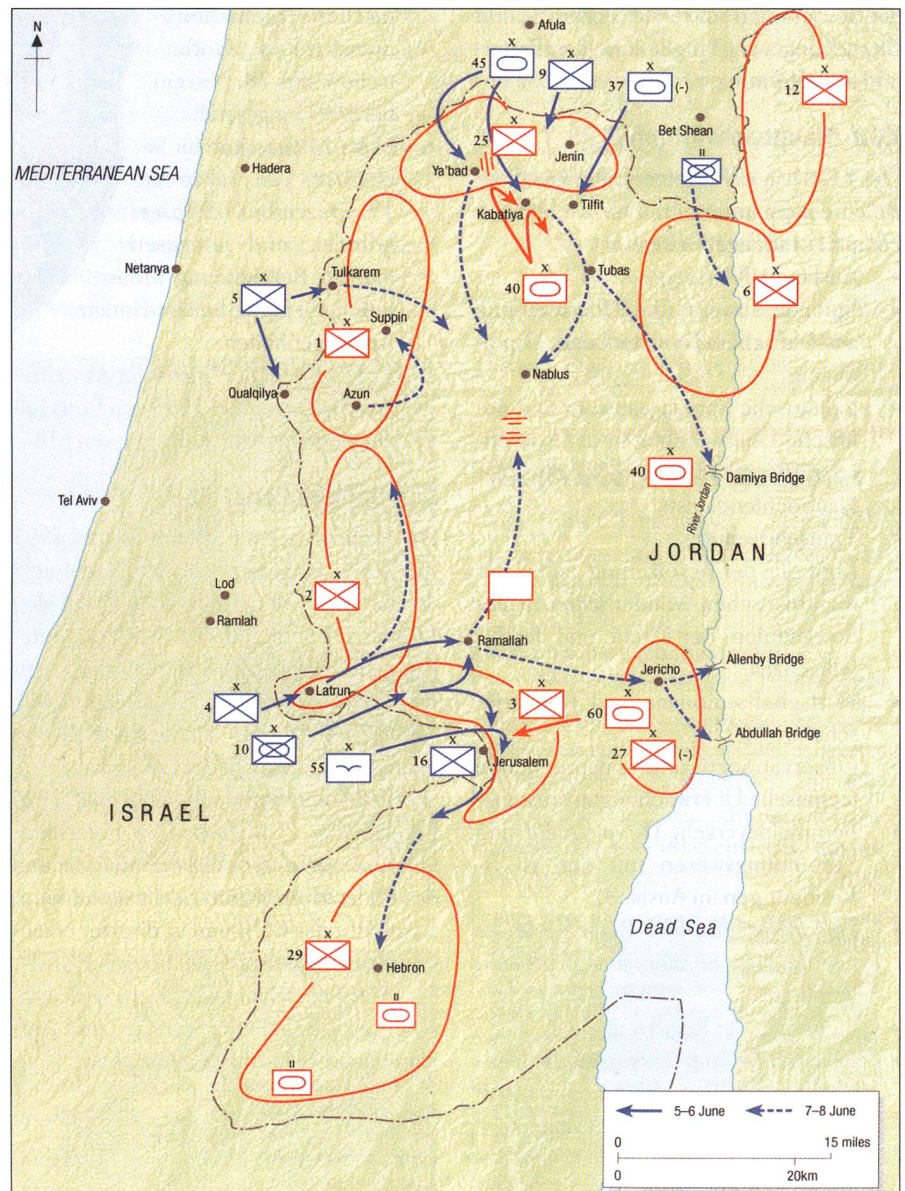 N
Afula
x
45
x
9
x
37
(-)
x
12
Bet Shean
II
x
25
Jenin
Hadera
MEDITERRANEAN SEA
Ya'bad
Kabatiya
Tilfit
Netanya
x
5
Tulkarem
x
40
Tubas
x
6
x
1
Suppin
Qualqilya
Azun
Nablus
x
40
Damiya Bridge
River Jordan
Tel Aviv
JORDAN
Lod
Ramlah
x
2
Ramallah
Allenby Bridge
Jericho
Latrun
x
4
x
3
x
60
x
10
Abdullah Bridge
x
55
x
16
Jerusalem
x
27
(-)
ISRAEL
Dead Sea
x
29
Hebron
II
II
5–6 June
7–8 June
0
15 miles
0
20km